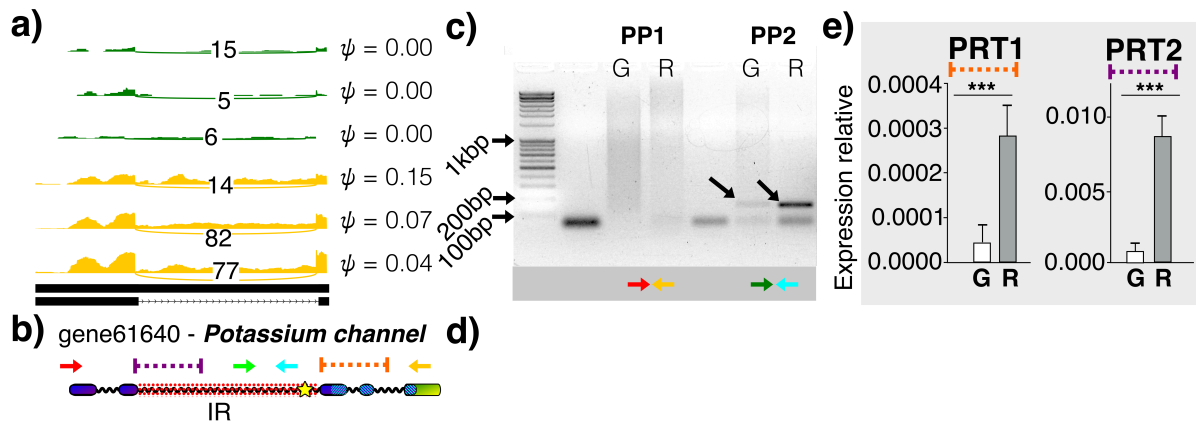 a)
15
ψ = 0.00
5
ψ = 0.00
6
ψ = 0.00
14
ψ = 0.15
82
ψ = 0.07
77
ψ = 0.04
b)
gene61640 - Potassium channel
IR
c)
PP1 PP2
G R G R
1kbp
200bp
100bp
d)
e)
PRT1
***
Expression relative
0.0004
0.0003
0.0002
0.0001
0.0000
G R
PRT2
***
0.010
0.005
0.000
G R